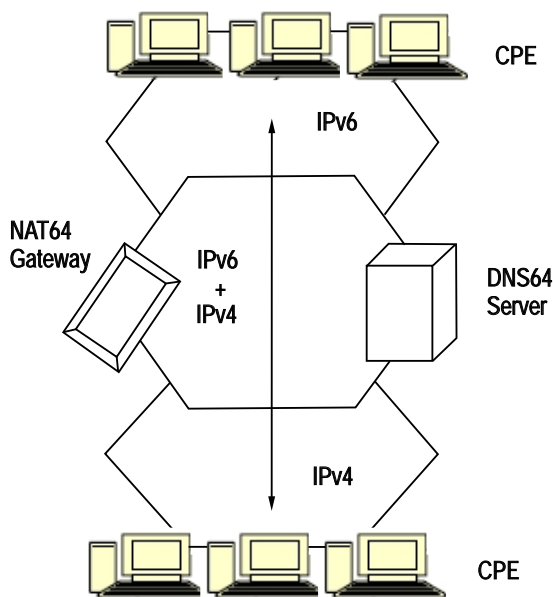 CPE
IPv6
NAT64
Gateway
IPv6
+
IPv4
DNS64
Server
IPv4
CPE